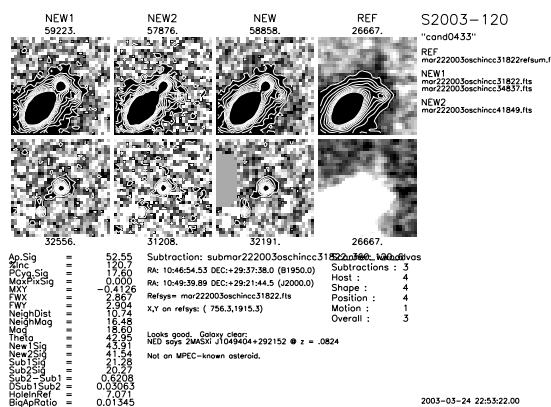 NEW1 NEW2 NEW REF S2003-120
59223. 57876. 58858. 26667.
"cand0433"
REF
mar222003oschincc31822refsum.f
NEW1
mar222003oschincc31822.fts
mar222003oschincc34837.fts
NEW2
mar222003oschincc41849.fts
32556. 31208. 32191. 26667.
Ap.Sig = 52.55
%Inc = 120.7
PCyg.Sig = 17.60
MaxPixSig = 0.000
MXY = -0.4126
FWX = 2.867
FWY = 2.904
NeighDist = 10.74
NeighMag = 16.48
Mag = 18.60
Theta = 42.95
New1Sig = 43.91
New2Sig = 41.54
Sub1Sig = 21.28
Sub2Sig = 20.27
Sub2-Sub1 = 0.6208
DSub1Sub2 = 0.03063
HoleInRef = 7.071
BigApRatio = 0.01345
Subtraction: submar222003oschincc31822
RA: 10:46:54.53 DEC:+29:37:38.0 (B1950.0)
RA: 10:49:39.89 DEC:+29:21:44.5 (J2000.0)
Refsys= mar222003oschincc31822.fts
X,Y on refsys: ( 756.3,1915.3)
Looks good. Galaxy clear:
NED says 2MASXI J1049404+292152 @ z = .0824
Not an MPEC-known asteroid.
Subtractions : 3
Host : 4
Shape : 4
Position : 4
Motion : 1
Overall : 3
2003-03-24 22:53:22.00